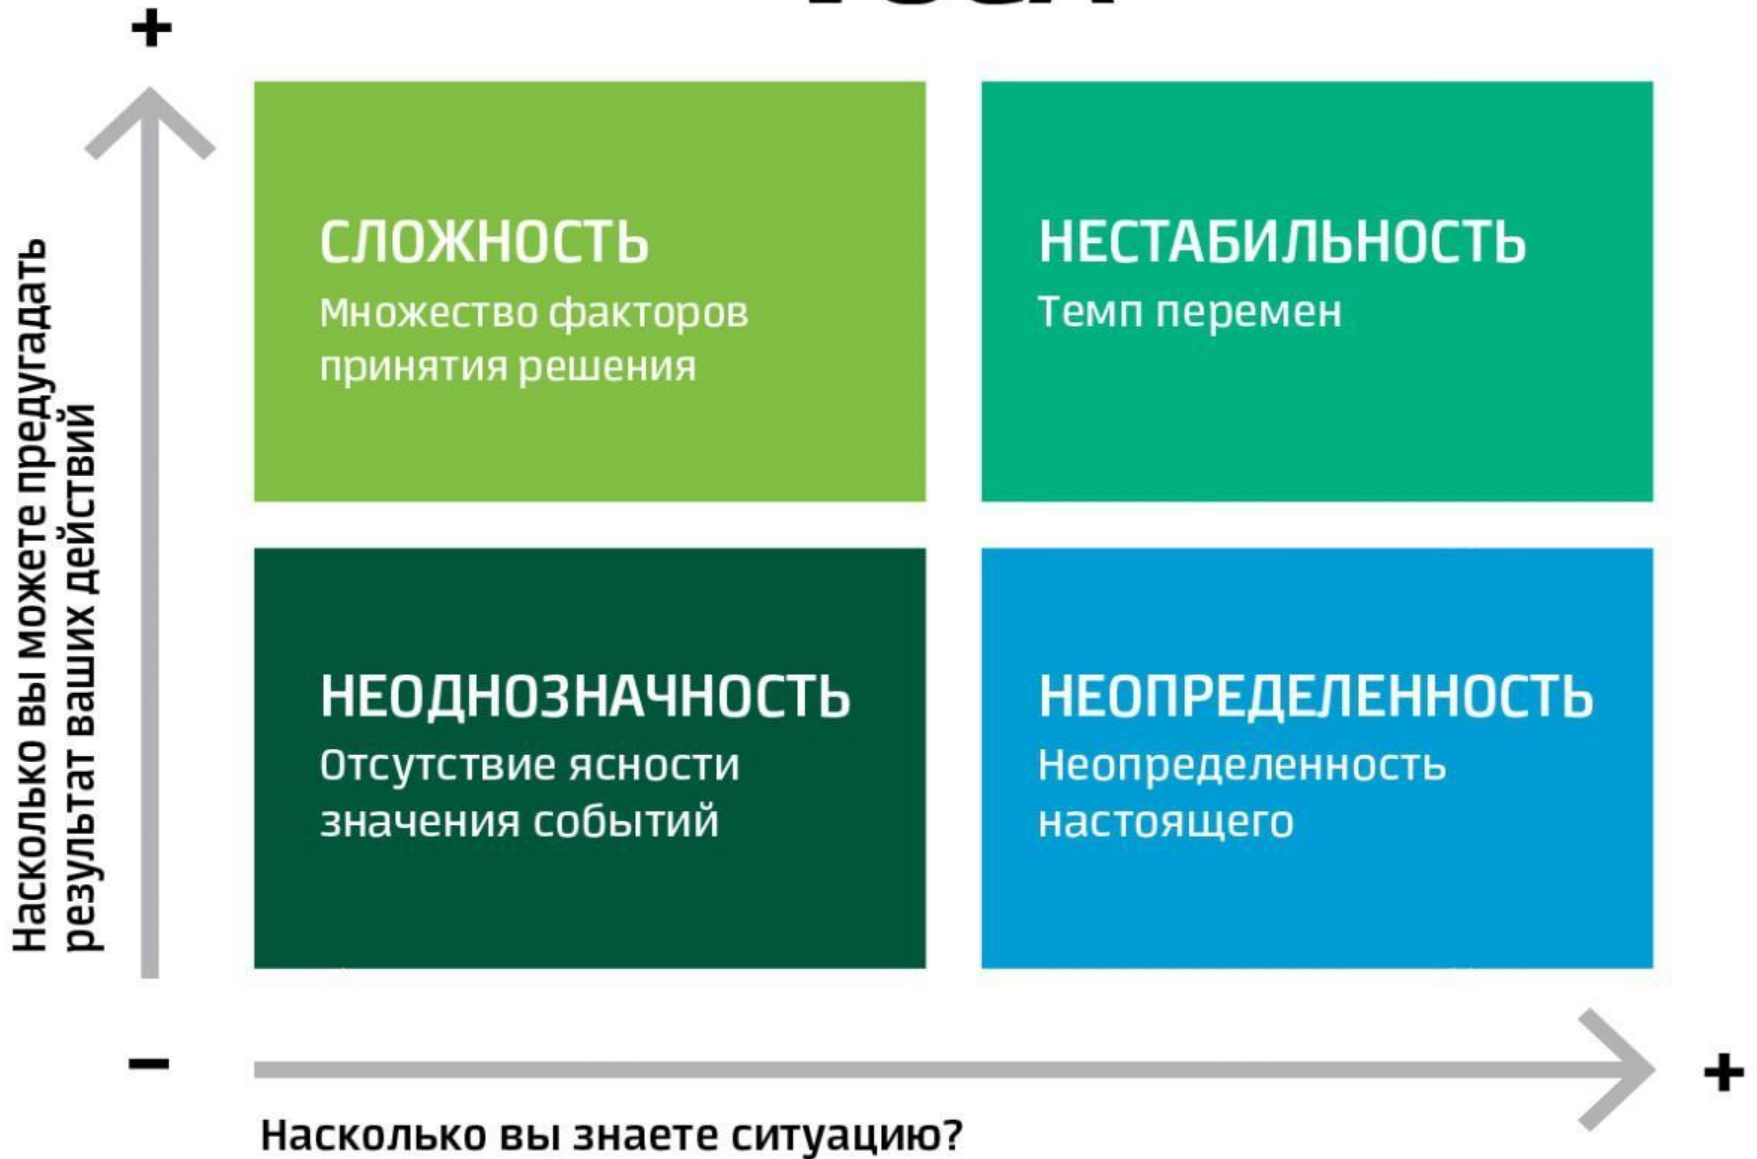 +
СЛОЖНОСТЬ
Множество факторов
принятия решения
НЕСТАБИЛЬНОСТЬ
Темп перемен
НЕОДНОЗНАЧНОСТЬ
Отсутствие ясности
значения событий
НЕОПРЕДЕЛЕННОСТЬ
Неопределенность
настоящего
Насколько вы можете предугадать
результат ваших действий
–
+
Насколько вы знаете ситуацию?